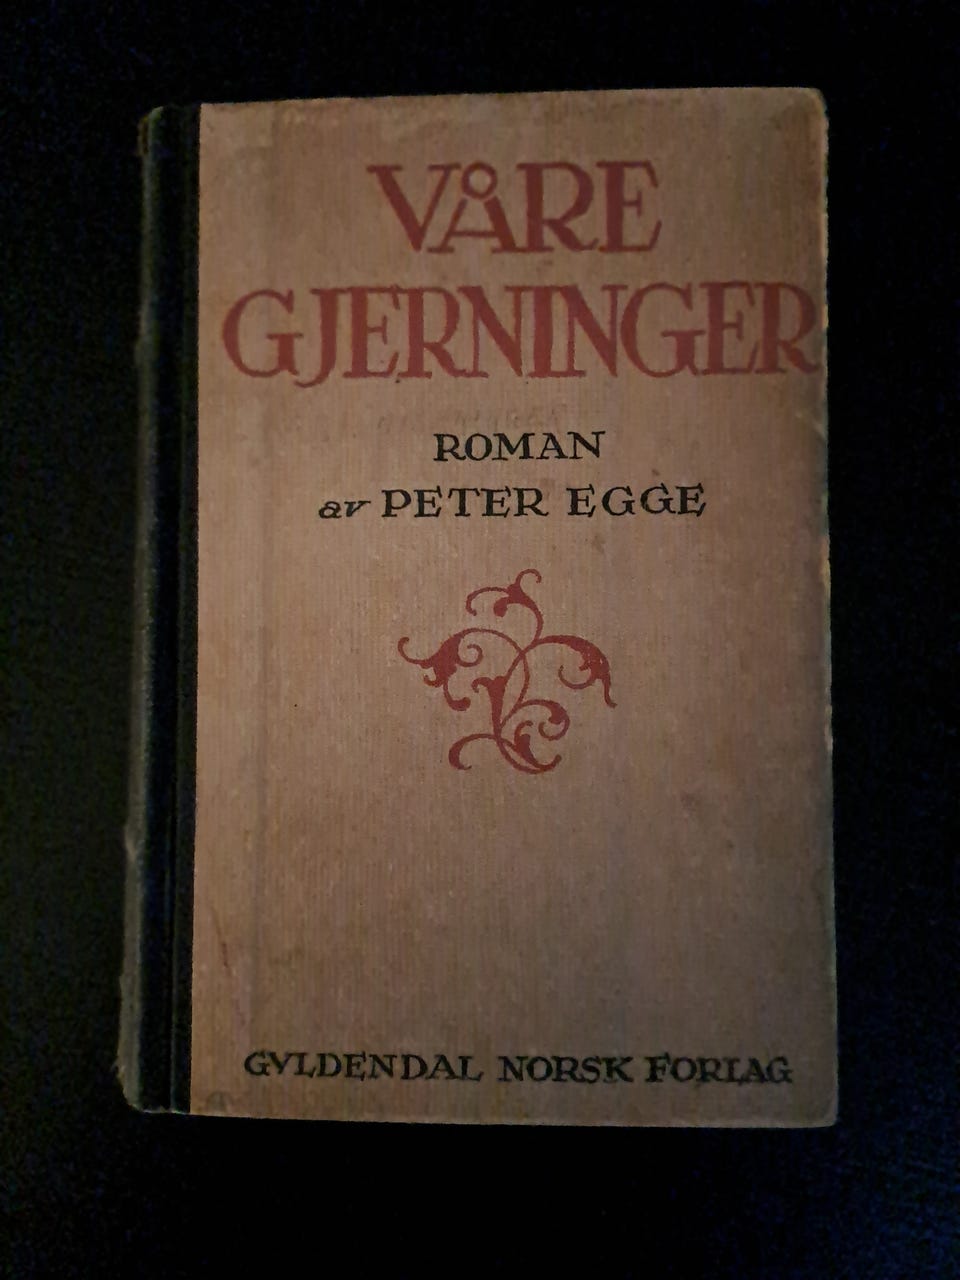 VÅRE
GJERNINGER
ROMAN
av PETER EGGE
GYLDENDAL NORSK FORLAG